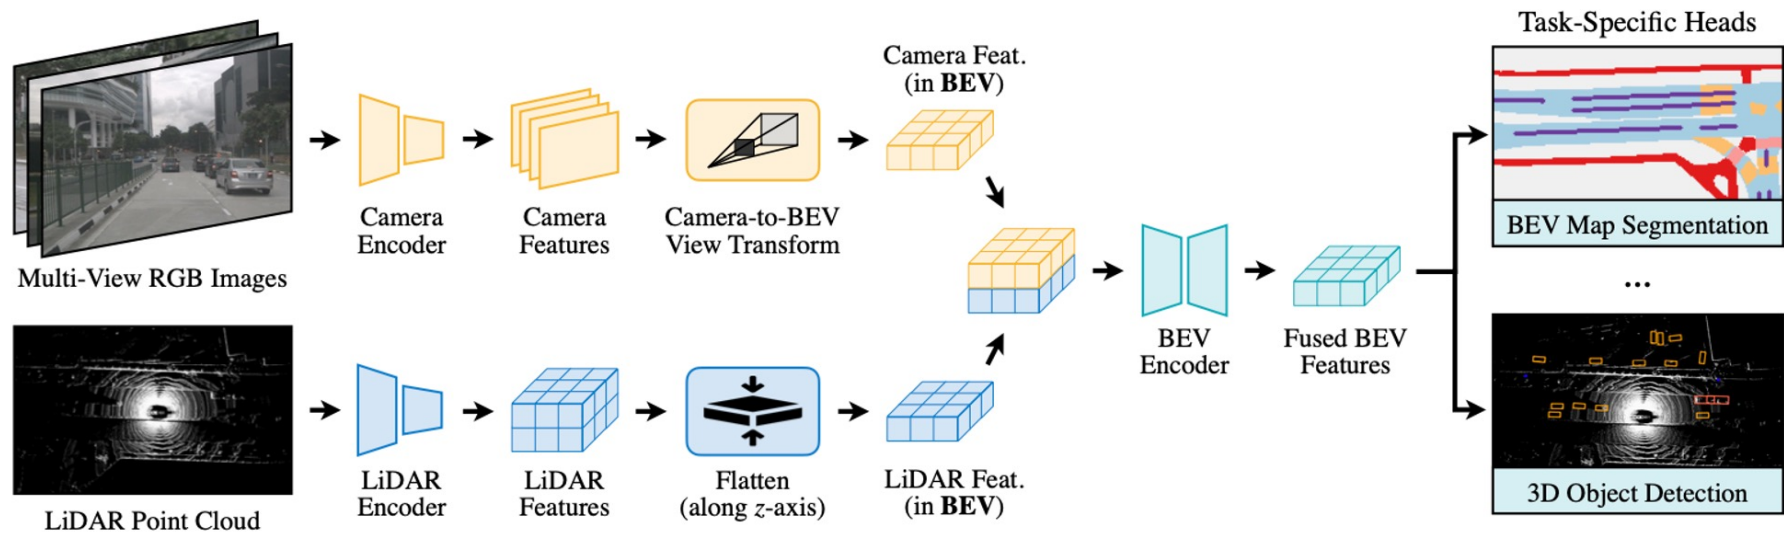 Task-Specific Heads
Camera Feat.
(in BEV)
Camera
Encoder
Camera
Features
Camera-to-BEV
View Transform
Multi-View RGB Images
BEV Map Segmentation
...
BEV
Encoder
Fused BEV
Features
LiDAR Point Cloud
LiDAR
Encoder
LiDAR
Features
Flatten
(along z-axis)
LiDAR Feat.
(in BEV)
3D Object Detection